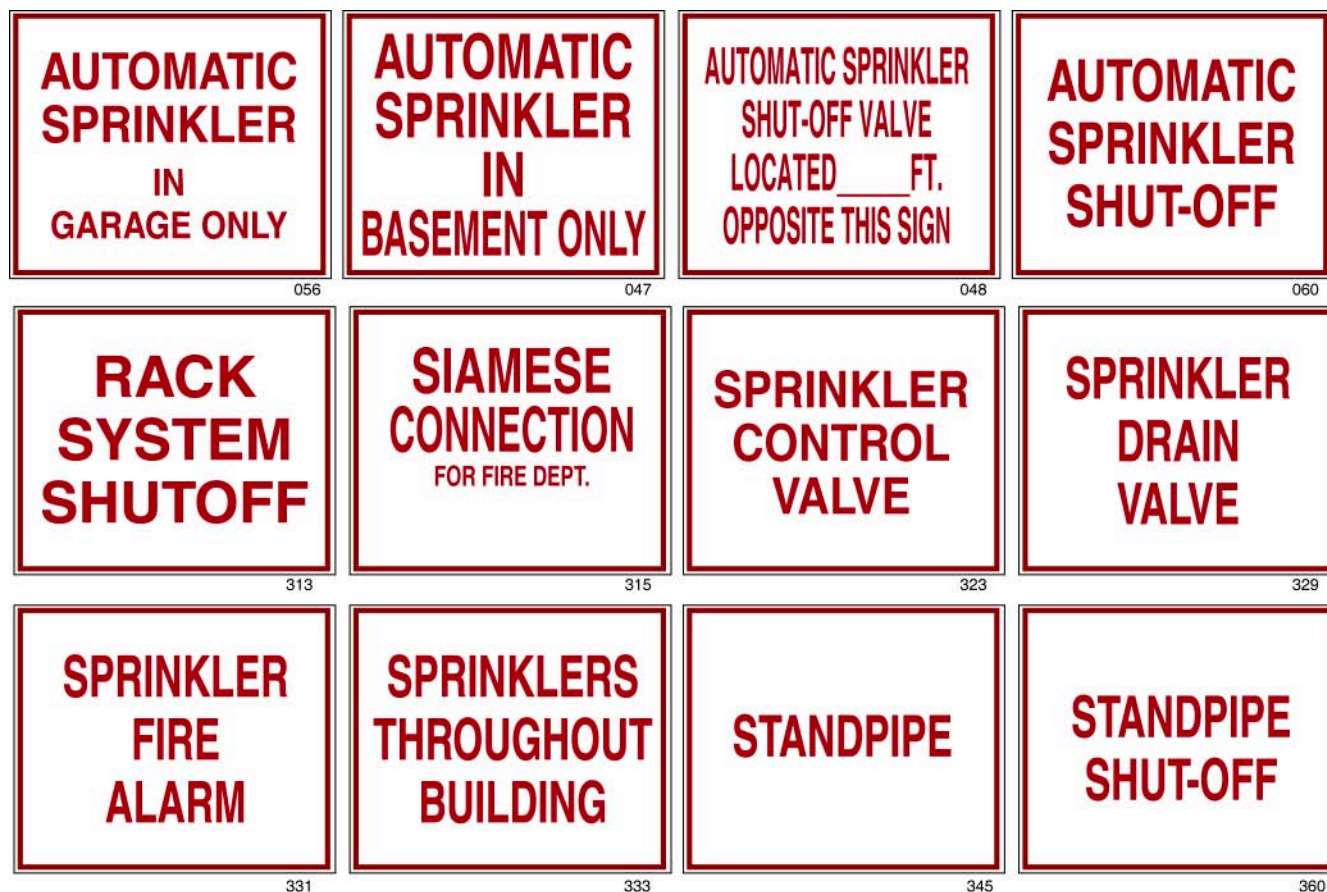 AUTOMATIC
SPRINKLER
IN
GARAGE ONLY
056
AUTOMATIC
SPRINKLER
IN
BASEMENT ONLY
047
AUTOMATIC SPRINKLER
SHUT-OFF VALVE
LOCATED_____FT.
OPPOSITE THIS SIGN
048
AUTOMATIC
SPRINKLER
SHUT-OFF
060
RACK
SYSTEM
SHUTOFF
313
SIAMESE
CONNECTION
FOR FIRE DEPT.
315
SPRINKLER
CONTROL
VALVE
323
SPRINKLER
DRAIN
VALVE
329
SPRINKLER
FIRE
ALARM
331
SPRINKLERS
THROUGHOUT
BUILDING
333
STANDPIPE
345
STANDPIPE
SHUT-OFF
360